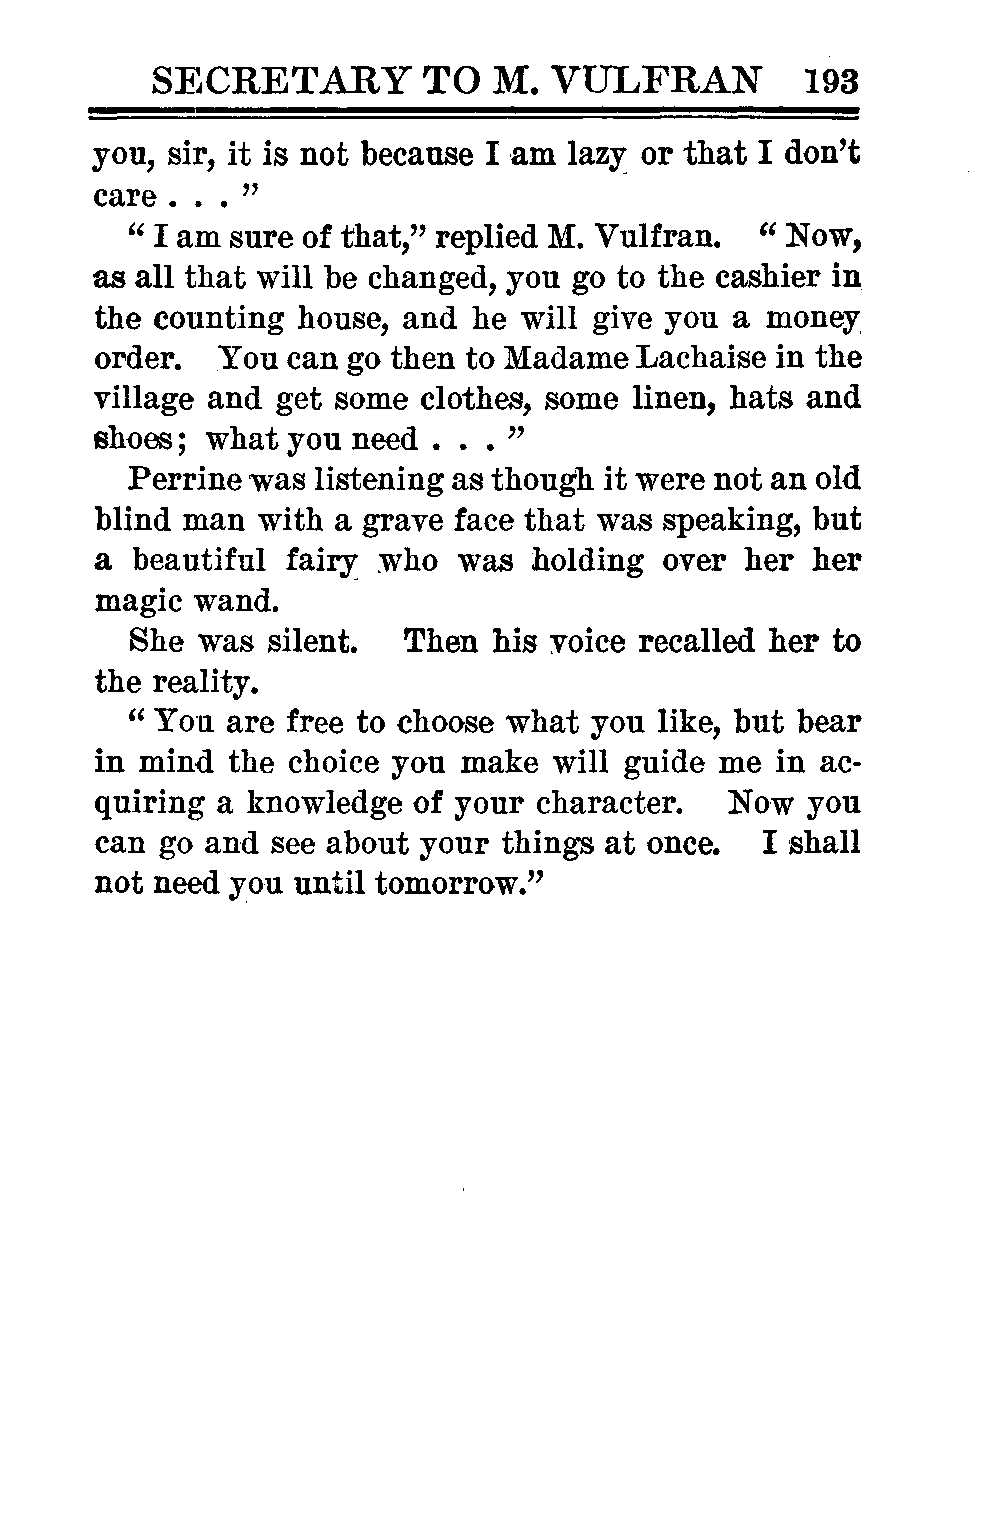 SECRETARY TO M. VULFRAN 193
you, sir, it is not because I am lazy or that I don't
care . . . "
" I am sure of that," replied M. Vulfran. " Now,
as all that will be changed, you go to the cashier in
the counting house, and he will give you a money
order. You can go then to Madame Lachaise in the
village and get some clothes, some linen, hats and
shoes; what you need . . . "
Perrine was listening as though it were not an old
blind man with a grave face that was speaking, but
a beautiful fairy who was holding over her her
magic wand.
She was silent. Then his voice recalled her to
the reality.
" You are free to choose what you like, but bear
in mind the choice you make will guide me in ac-
quiring a knowledge of your character. Now you
can go and see about your things at once. I shall
not need you until tomorrow."